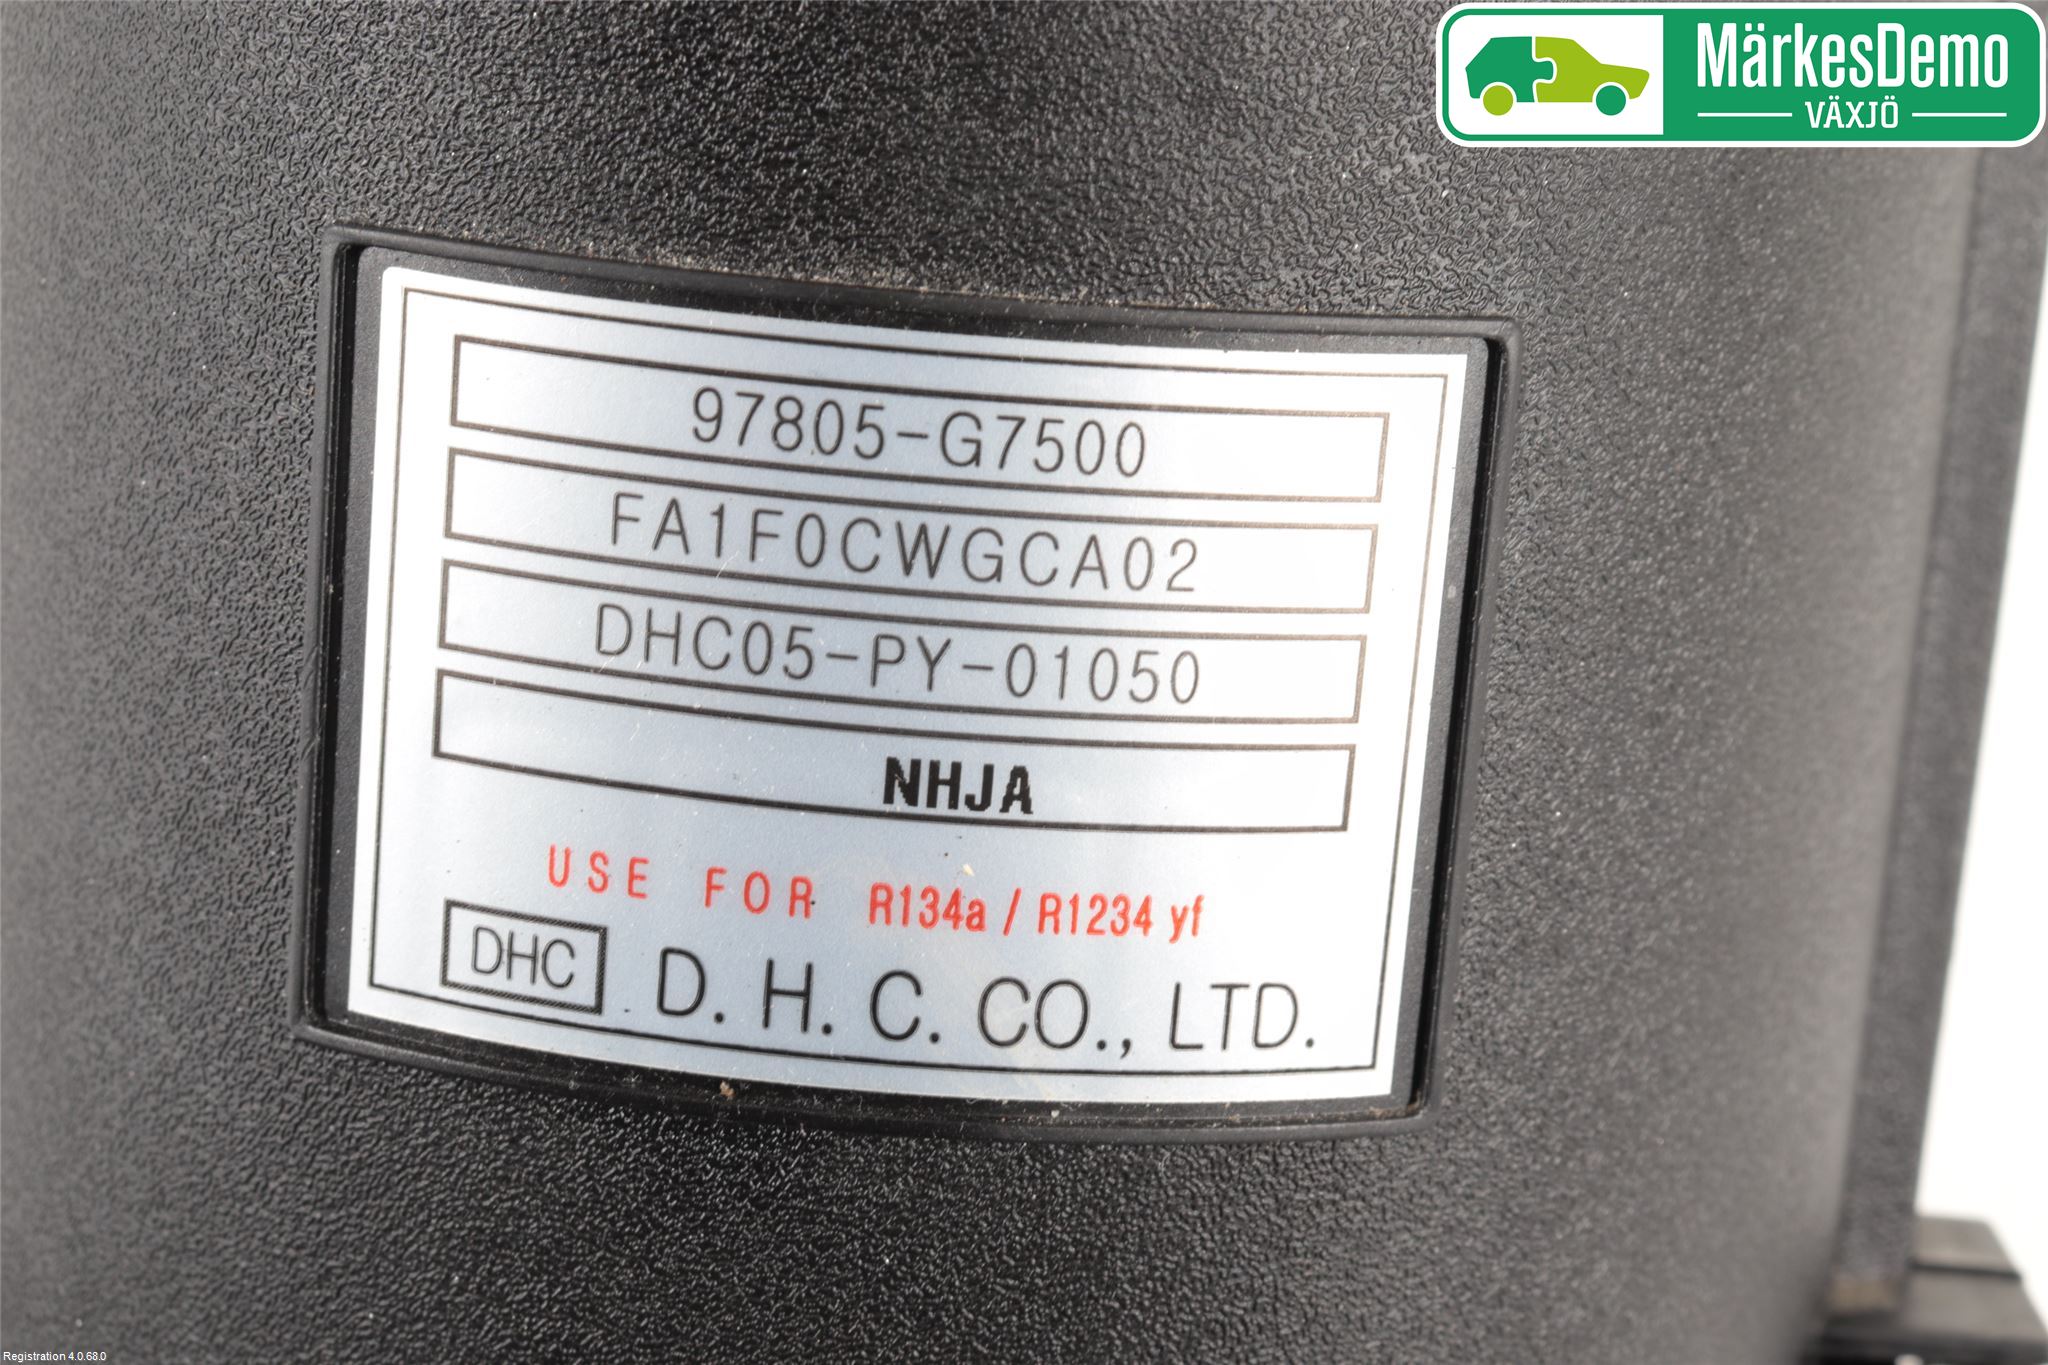 MärkesDemo
VÄXJÖ
97805-G7500
FA1F0CWGCA02
DHC05-PY-01050
NHJA
USE FOR R134a / R1234 yf
DHC D. H. C. CO., LTD.
Registration 4.0.68.0